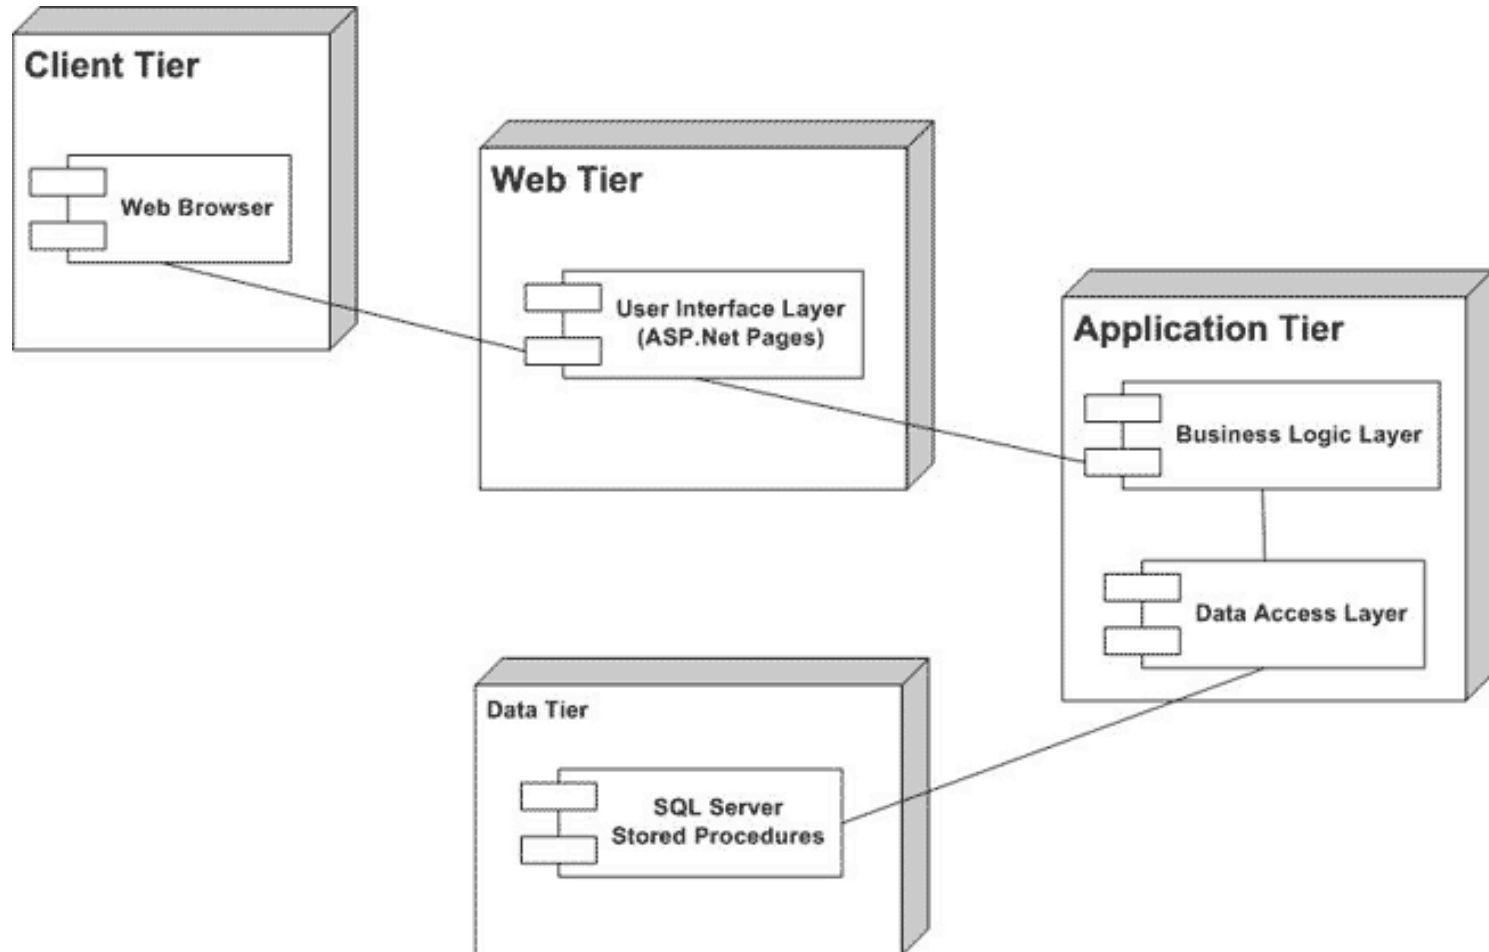 Client Tier
Web Browser
Web Tier
User Interface Layer
(ASP.Net Pages)
Application Tier
Business Logic Layer
Data Access Layer
Data Tier
SQL Server
Stored Procedures